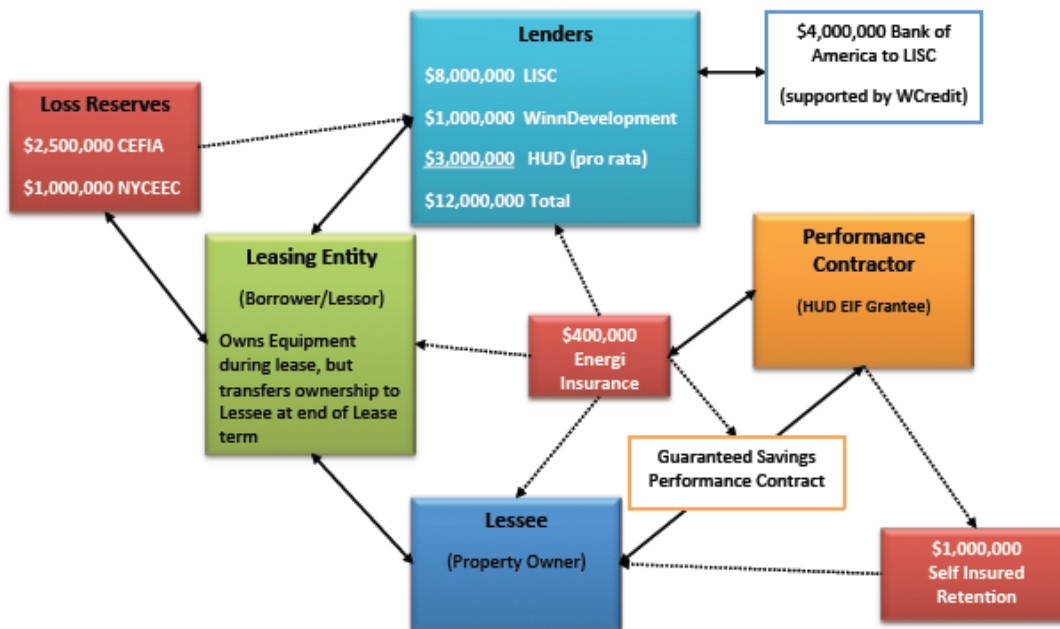 Lenders
$8,000,000 LISC
$1,000,000 WinnDevelopment
$3,000,000 HUD (pro rata)
$12,000,000 Total
$4,000,000 Bank of
America to LISC
(supported by WCredit)
Loss Reserves
$2,500,000 CEFIA
$1,000,000 NYCEEC
Leasing Entity
(Borrower/Lessor)
Owns Equipment
during lease, but
transfers ownership to
Lessee at end of Lease
term
$400,000
Energi
Insurance
Performance
Contractor
(HUD EIF Grantee)
Guaranteed Savings
Performance Contract
Lessee
(Property Owner)
$1,000,000
Self Insured
Retention